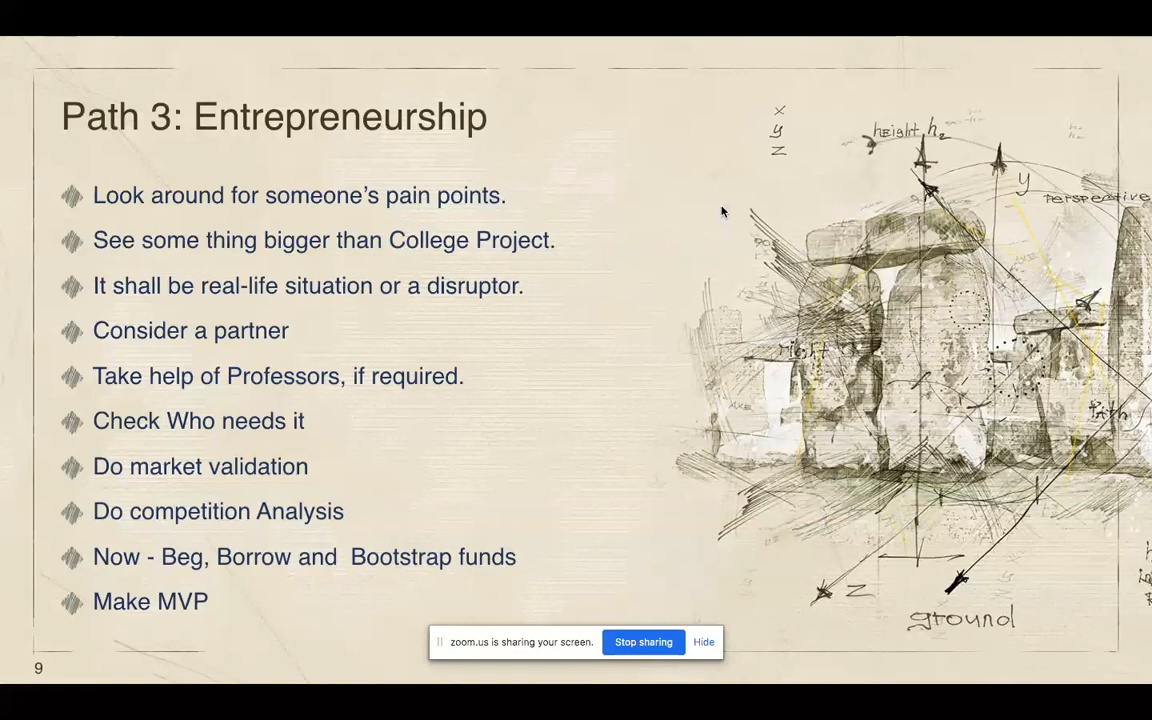 Path 3: Entrepreneurship
Look around for someone's pain points.
See some thing bigger than College Project.
It shall be real-life situation or a disruptor.
Consider a partner
Take help of Professors, if required.
Check Who needs it
Do market validation
Do competition Analysis
Now - Beg, Borrow and  Bootstrap funds
Make MVP
9
x
y
z
height h₂
y
perspective
right
path
z
ground
zoom.us is sharing your screen.
Stop sharing
Hide